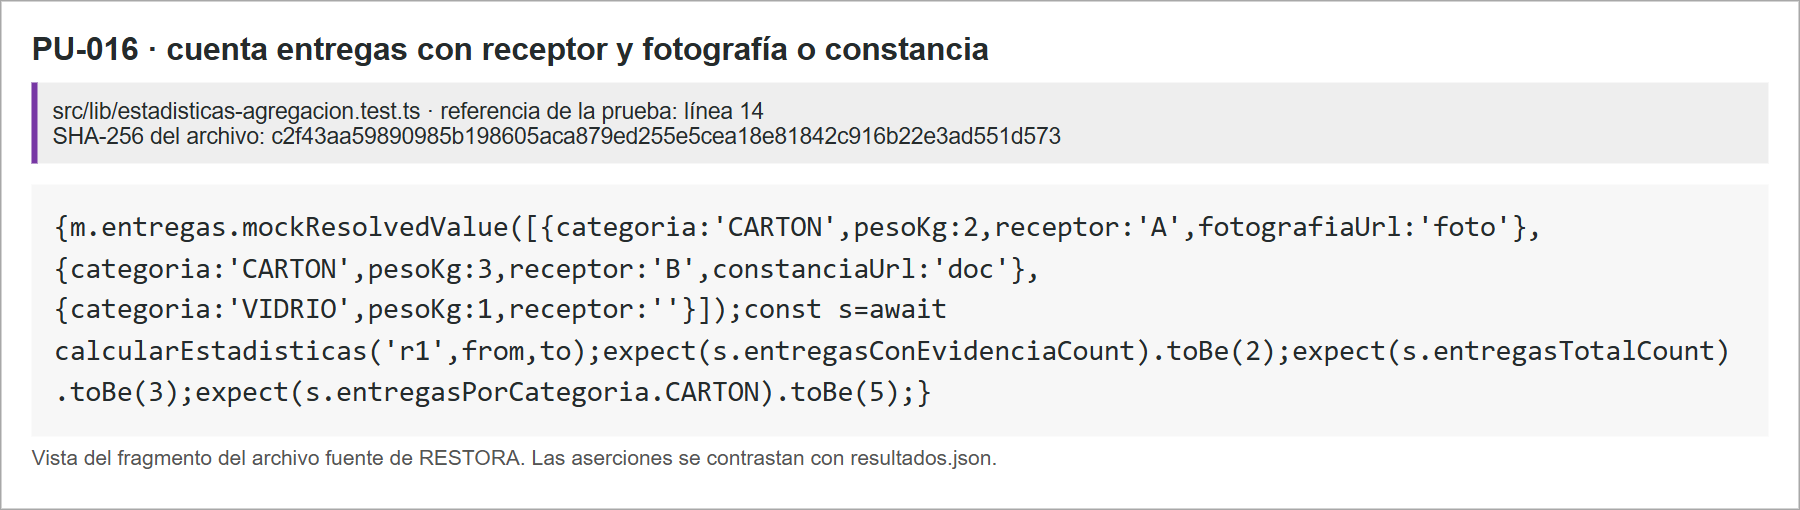 PU-016 · cuenta entregas con receptor y fotografía o constancia
src/lib/estadisticas-agregacion.test.ts · referencia de la prueba: línea 14
SHA-256 del archivo: c2f43aa59890985b198605aca879ed255e5cea18e81842c916b22e3ad551d573
{m.entregas.mockResolvedValue([{categoria:'CARTON',pesoKg:2,receptor:'A',fotografiaUrl:'foto'},
{categoria:'CARTON',pesoKg:3,receptor:'B',constanciaUrl:'doc'},
{categoria:'VIDRIO',pesoKg:1,receptor:''}]);const s=await
calcularEstadisticas('r1',from,to);expect(s.entregasConEvidenciaCount).toBe(2);expect(s.entregasTotalCount)
.toBe(3);expect(s.entregasPorCategoria.CARTON).toBe(5);}
Vista del fragmento del archivo fuente de RESTORA. Las aserciones se contrastan con resultados.json.